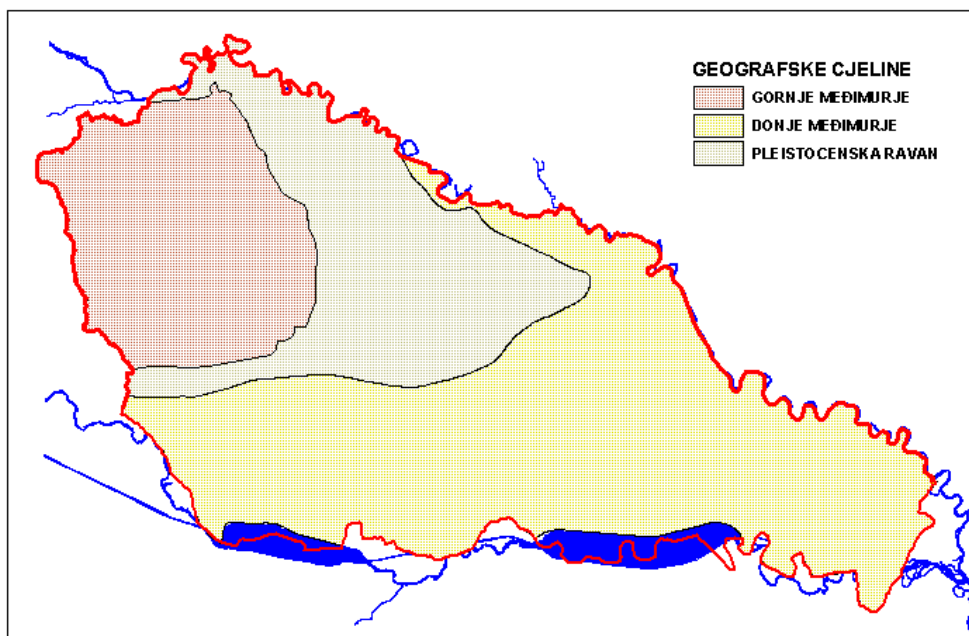 GEOGRAFSKE CJELINE
GORNJE MEĐIMURJE
DONJE MEĐIMURJE
PLEISTOCENSKA RAVAN